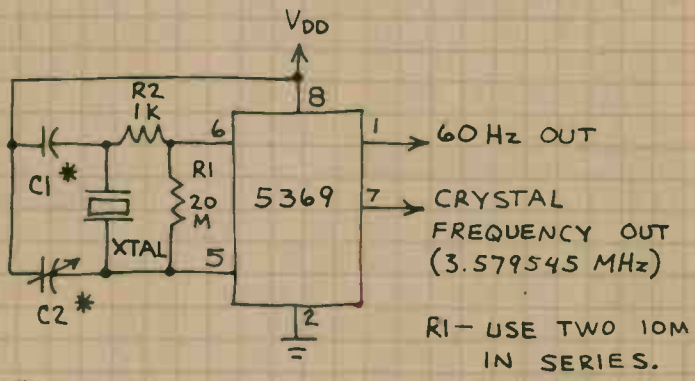 VDD
R2
1K
8
6
1
60 Hz OUT
C1 *
R1
20
M
5369
7
CRYSTAL
FREQUENCY OUT
(3.579545 MHz)
XTAL
5
C2 *
2
R1 - USE TWO 10M
IN SERIES.